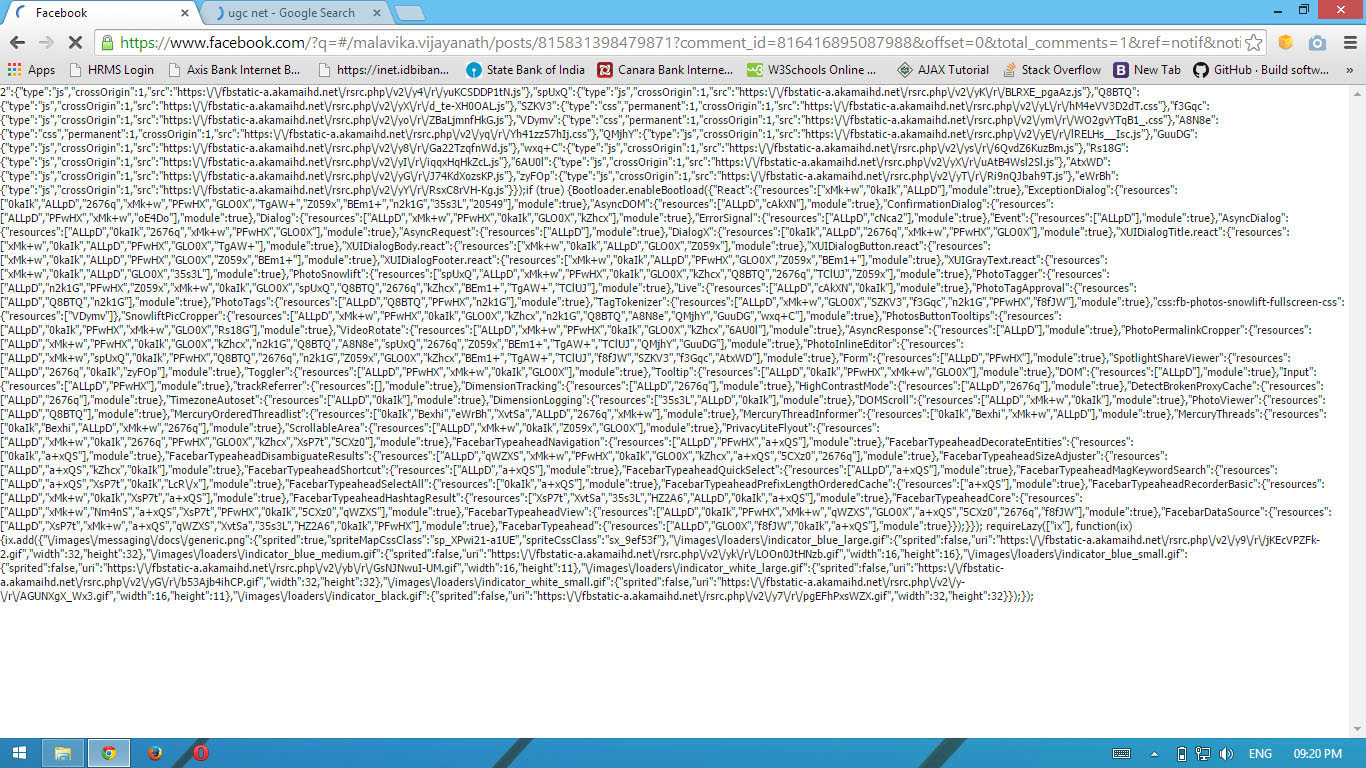 Facebook
ugc net - Google Search
https://www.facebook.com/?q=#/malavika.vijayanath/posts/815831398479871?comment_id=816416895087988&offset=0&total_comments=1&ref=notif&noti
Apps HRMS Login Axis Bank Internet B... https://inet.idbiban... State Bank of India Canara Bank Internet... W3Schools Online ... AJAX Tutorial Stack Overflow New Tab GitHub · Build softw... »
2":{"type":"js","crossOrigin":1,"src":"https:\/\/fbstatic-a.akamaihd.net\/rsrc.php\/v2\/y4\/r\/yuKCSDDP1tN.js"},"spUxQ":{"type":"js","crossOrigin":1,"src":"https:\/\/fbstatic-a.akamaihd.net\/rsrc.php\/v2\/yK\/r\/BLRXE_pgaAz.js"},"Q8BTQ":
{"type":"js","crossOrigin":1,"src":"https:\/\/fbstatic-a.akamaihd.net\/rsrc.php\/v2\/yX\/r\/d_te-XH0OAL.js"},"SZKV3":{"type":"css","permanent":1,"crossOrigin":1,"src":"https:\/\/fbstatic-a.akamaihd.net\/rsrc.php\/v2\/yL\/r\/hM4eVV3D2dT.css"},"f3Gqc":
{"type":"js","crossOrigin":1,"src":"https:\/\/fbstatic-a.akamaihd.net\/rsrc.php\/v2\/yo\/r\/ZBaLjmnfHkG.js"},"VDymv":{"type":"css","permanent":1,"crossOrigin":1,"src":"https:\/\/fbstatic-a.akamaihd.net\/rsrc.php\/v2\/ym\/r\/WO2gvYTqB1_.css"},"A8N8e":
{"type":"css","permanent":1,"crossOrigin":1,"src":"https:\/\/fbstatic-a.akamaihd.net\/rsrc.php\/v2\/yq\/r\/Yh41zz57hIj.css"},"QMjhY":{"type":"js","crossOrigin":1,"src":"https:\/\/fbstatic-a.akamaihd.net\/rsrc.php\/v2\/yE\/r\/lRELHs__Isc.js"},"GuuDG":
{"type":"js","crossOrigin":1,"src":"https:\/\/fbstatic-a.akamaihd.net\/rsrc.php\/v2\/y8\/r\/Ga22TzqfnWd.js"},"wxq+C":{"type":"js","crossOrigin":1,"src":"https:\/\/fbstatic-a.akamaihd.net\/rsrc.php\/v2\/ys\/r\/6QvdZ6KuzBm.js"},"Rs18G":
{"type":"js","crossOrigin":1,"src":"https:\/\/fbstatic-a.akamaihd.net\/rsrc.php\/v2\/yI\/r\/iqqxHqHkZcL.js"},"6AU0l":{"type":"js","crossOrigin":1,"src":"https:\/\/fbstatic-a.akamaihd.net\/rsrc.php\/v2\/yX\/r\/uAtB4Wsl2Sl.js"},"AtxWD":
{"type":"js","crossOrigin":1,"src":"https:\/\/fbstatic-a.akamaihd.net\/rsrc.php\/v2\/yG\/r\/J74KdXozsKP.js"},"zyFOp":{"type":"js","crossOrigin":1,"src":"https:\/\/fbstatic-a.akamaihd.net\/rsrc.php\/v2\/yT\/r\/Ri9nQJbah9T.js"},"eWrBh":
{"type":"js","crossOrigin":1,"src":"https:\/\/fbstatic-a.akamaihd.net\/rsrc.php\/v2\/yY\/r\/RsxC8rVH-Kg.js"}});if (true) {Bootloader.enableBootload({"React":{"resources":["xMk+w","0kaIk","ALLpD"],"module":true},"ExceptionDialog":{"resources":
["0kaIk","ALLpD","2676q","xMk+w","PFwHX","GLO0X","TgAW+","Z059x","BEm1+","n2k1G","35s3L","20549"],"module":true},"AsyncDOM":{"resources":["ALLpD","cAkXN"],"module":true},"ConfirmationDialog":{"resources":
["ALLpD","PFwHX","xMk+w","oE4Do"],"module":true},"Dialog":{"resources":["ALLpD","xMk+w","PFwHX","0kaIk","GLO0X","kZhcx"],"module":true},"ErrorSignal":{"resources":["ALLpD","cNca2"],"module":true},"Event":{"resources":["ALLpD"],"module":true},"AsyncDialog":
{"resources":["ALLpD","0kaIk","2676q","xMk+w","PFwHX","GLO0X"],"module":true},"AsyncRequest":{"resources":["ALLpD"],"module":true},"DialogX":{"resources":["0kaIk","ALLpD","2676q","xMk+w","PFwHX","GLO0X"],"module":true},"XUIDialogTitle.react":{"resources":
["xMk+w","0kaIk","ALLpD","PFwHX","GLO0X","TgAW+"],"module":true},"XUIDialogBody.react":{"resources":["xMk+w","0kaIk","ALLpD","GLO0X","Z059x"],"module":true},"XUIDialogButton.react":{"resources":
["xMk+w","0kaIk","ALLpD","PFwHX","GLO0X","Z059x","BEm1+"],"module":true},"XUIDialogFooter.react":{"resources":["xMk+w","0kaIk","ALLpD","PFwHX","GLO0X","Z059x","BEm1+"],"module":true},"XUIGrayText.react":{"resources":
["xMk+w","0kaIk","ALLpD","GLO0X","35s3L"],"module":true},"PhotoSnowlift":{"resources":["spUxQ","ALLpD","xMk+w","PFwHX","0kaIk","GLO0X","kZhcx","Q8BTQ","2676q","TClUJ","Z059x"],"module":true},"PhotoTagger":{"resources":
["ALLpD","n2k1G","PFwHX","Z059x","xMk+w","0kaIk","GLO0X","spUxQ","Q8BTQ","2676q","kZhcx","BEm1+","TgAW+","TClUJ"],"module":true},"Live":{"resources":["ALLpD","cAkXN","0kaIk"],"module":true},"PhotoTagApproval":{"resources":
["ALLpD","Q8BTQ","n2k1G"],"module":true},"PhotoTags":{"resources":["ALLpD","Q8BTQ","PFwHX","n2k1G"],"module":true},"TagTokenizer":{"resources":["ALLpD","xMk+w","GLO0X","SZKV3","f3Gqc","n2k1G","PFwHX","f8fJW"],"module":true},"css:fb-photos-snowlift-fullscreen-css":
{"resources":["VDymv"]},"SnowliftPicCropper":{"resources":["ALLpD","xMk+w","PFwHX","0kaIk","GLO0X","kZhcx","n2k1G","Q8BTQ","A8N8e","QMjhY","GuuDG","wxq+C"],"module":true},"PhotosButtonTooltips":{"resources":
["ALLpD","0kaIk","PFwHX","xMk+w","GLO0X","Rs18G"],"module":true},"VideoRotate":{"resources":["ALLpD","xMk+w","PFwHX","0kaIk","GLO0X","kZhcx","6AU0l"],"module":true},"AsyncResponse":{"resources":["ALLpD"],"module":true},"PhotoPermalinkCropper":{"resources":
["ALLpD","xMk+w","PFwHX","0kaIk","GLO0X","kZhcx","n2k1G","Q8BTQ","A8N8e","spUxQ","2676q","Z059x","BEm1+","TgAW+","TClUJ","QMjhY","GuuDG"],"module":true},"PhotoInlineEditor":{"resources":
["ALLpD","xMk+w","spUxQ","0kaIk","PFwHX","Q8BTQ","2676q","n2k1G","Z059x","GLO0X","kZhcx","BEm1+","TgAW+","TClUJ","f8fJW","SZKV3","f3Gqc","AtxWD"],"module":true},"Form":{"resources":["ALLpD","PFwHX"],"module":true},"SpotlightShareViewer":{"resources":
["ALLpD","2676q","0kaIk","zyFOp"],"module":true},"Toggler":{"resources":["ALLpD","PFwHX","xMk+w","0kaIk","GLO0X"],"module":true},"Tooltip":{"resources":["ALLpD","0kaIk","PFwHX","xMk+w","GLO0X"],"module":true},"DOM":{"resources":["ALLpD"],"module":true},"Input":
{"resources":["ALLpD","PFwHX"],"module":true},"trackReferrer":{"resources":[],"module":true},"DimensionTracking":{"resources":["ALLpD","2676q"],"module":true},"HighContrastMode":{"resources":["ALLpD","2676q"],"module":true},"DetectBrokenProxyCache":{"resources":
["ALLpD","2676q"],"module":true},"TimezoneAutoset":{"resources":["ALLpD","0kaIk"],"module":true},"DimensionLogging":{"resources":["35s3L","ALLpD","0kaIk"],"module":true},"DOMScroll":{"resources":["ALLpD","xMk+w","0kaIk"],"module":true},"PhotoViewer":{"resources":
["ALLpD","Q8BTQ"],"module":true},"MercuryOrderedThreadlist":{"resources":["0kaIk","Bexhi","eWrBh","XvtSa","ALLpD","2676q","xMk+w"],"module":true},"MercuryThreadInformer":{"resources":["0kaIk","Bexhi","xMk+w","ALLpD"],"module":true},"MercuryThreads":{"resources":
["0kaIk","Bexhi","ALLpD","xMk+w","2676q"],"module":true},"ScrollableArea":{"resources":["ALLpD","xMk+w","0kaIk","Z059x","GLO0X"],"module":true},"PrivacyLiteFlyout":{"resources":
["ALLpD","xMk+w","0kaIk","2676q","PFwHX","GLO0X","kZhcx","XsP7t","5CXz0"],"module":true},"FacebarTypeaheadNavigation":{"resources":["ALLpD","PFwHX","a+xQS"],"module":true},"FacebarTypeaheadDecorateEntities":{"resources":
["0kaIk","a+xQS"],"module":true},"FacebarTypeaheadDisambiguateResults":{"resources":["ALLpD","qWZXS","xMk+w","PFwHX","0kaIk","GLO0X","kZhcx","a+xQS","5CXz0","2676q"],"module":true},"FacebarTypeaheadSizeAdjuster":{"resources":
["ALLpD","a+xQS","kZhcx","0kaIk"],"module":true},"FacebarTypeaheadShortcut":{"resources":["ALLpD","a+xQS"],"module":true},"FacebarTypeaheadQuickSelect":{"resources":["ALLpD","a+xQS"],"module":true},"FacebarTypeaheadMagKeywordSearch":{"resources":
["ALLpD","a+xQS","XsP7t","0kaIk","LcR\/x"],"module":true},"FacebarTypeaheadSelectAll":{"resources":["0kaIk","a+xQS"],"module":true},"FacebarTypeaheadPrefixLengthOrderedCache":{"resources":["a+xQS"],"module":true},"FacebarTypeaheadRecorderBasic":{"resources":
["ALLpD","xMk+w","0kaIk","XsP7t","a+xQS"],"module":true},"FacebarTypeaheadHashtagResult":{"resources":["XsP7t","XvtSa","35s3L","HZ2A6","ALLpD","0kaIk","a+xQS"],"module":true},"FacebarTypeaheadCore":{"resources":
["ALLpD","xMk+w","Nm4nS","a+xQS","XsP7t","PFwHX","0kaIk","5CXz0","qWZXS"],"module":true},"FacebarTypeaheadView":{"resources":["ALLpD","0kaIk","PFwHX","xMk+w","qWZXS","GLO0X","a+xQS","5CXz0","2676q","f8fJW"],"module":true},"FacebarDataSource":{"resources":
["ALLpD","XsP7t","xMk+w","a+xQS","qWZXS","XvtSa","35s3L","HZ2A6","0kaIk","PFwHX"],"module":true},"FacebarTypeahead":{"resources":["ALLpD","GLO0X","f8fJW","0kaIk","a+xQS"],"module":true}});}}); requireLazy(["ix"], function(ix)
{ix.add({"\/images\/messaging\/docs\/generic.png":{"sprited":true,"spriteMapCssClass":"sp_XPwi21-a1UE","spriteCssClass":"sx_9ef53f"},"\/images\/loaders\/indicator_blue_large.gif":{"sprited":false,"uri":"https:\/\/fbstatic-a.akamaihd.net\/rsrc.php\/v2\/y9\/r\/jKEcVPZFk-
2.gif","width":32,"height":32},"\/images\/loaders\/indicator_blue_medium.gif":{"sprited":false,"uri":"https:\/\/fbstatic-a.akamaihd.net\/rsrc.php\/v2\/yk\/r\/LOOn0JtHNzb.gif","width":16,"height":16},"\/images\/loaders\/indicator_blue_small.gif":
{"sprited":false,"uri":"https:\/\/fbstatic-a.akamaihd.net\/rsrc.php\/v2\/yb\/r\/GsNJNwuI-UM.gif","width":16,"height":11},"\/images\/loaders\/indicator_white_large.gif":{"sprited":false,"uri":"https:\/\/fbstatic-
a.akamaihd.net\/rsrc.php\/v2\/yG\/r\/b53Ajb4ihCP.gif","width":32,"height":32},"\/images\/loaders\/indicator_white_small.gif":{"sprited":false,"uri":"https:\/\/fbstatic-a.akamaihd.net\/rsrc.php\/v2\/y-
\/r\/AGUNXgX_Wx3.gif","width":16,"height":11},"\/images\/loaders\/indicator_black.gif":{"sprited":false,"uri":"https:\/\/fbstatic-a.akamaihd.net\/rsrc.php\/v2\/y7\/r\/pgEFhPxsWZX.gif","width":32,"height":32}});});
ENG 09:20 PM